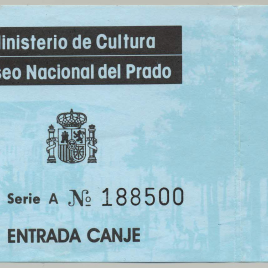 inisterio de Cultura
seo Nacional del Prado
Serie A Nº 188500
ENTRADA CANJE